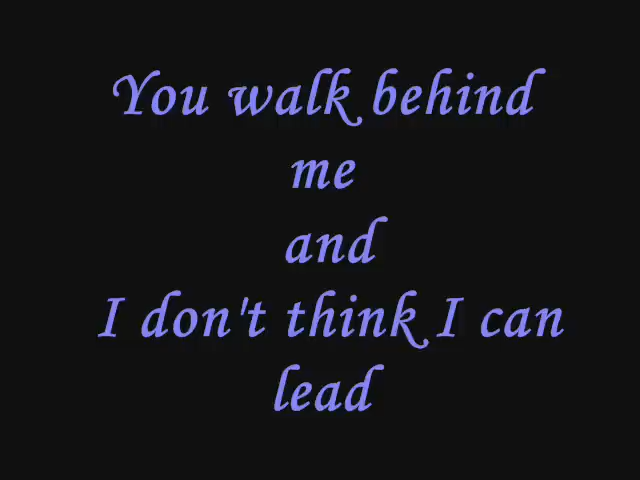 You walk behind
me
and
I don't think I can
lead